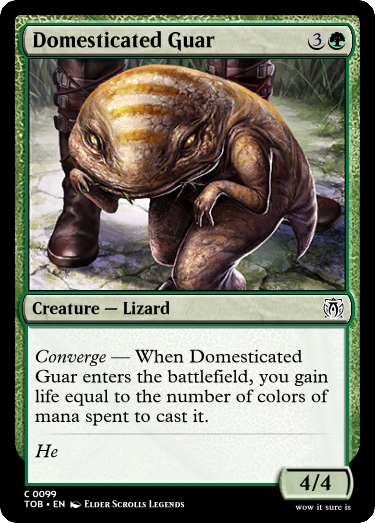 Domesticated Guar 3
Creature — Lizard
Converge — When Domesticated
Guar enters the battlefield, you gain
life equal to the number of colors of
mana spent to cast it.
He
4/4
C 0099
TOB • EN Elder Scrolls Legends
wow it sure is